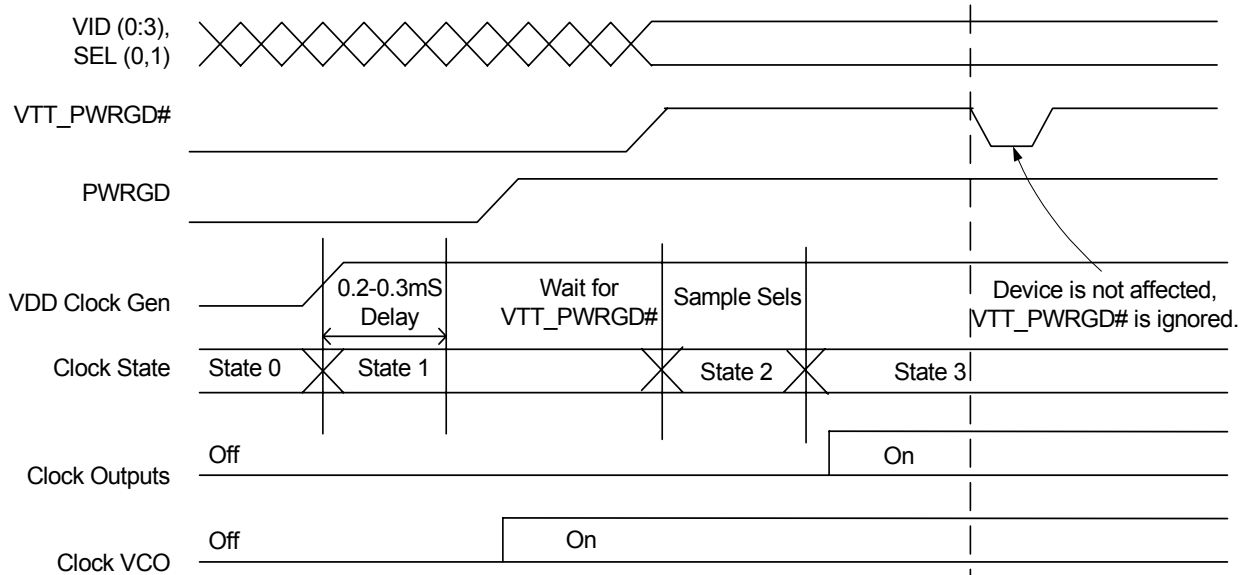 VID (0:3),
SEL (0,1)
VTT_PWRGD#
PWRGD
VDD Clock Gen
0.2-0.3mS
Delay
Wait for
VTT_PWRGD#
Sample Sels
Device is not affected,
VTT_PWRGD# is ignored.
Clock State
State 0
State 1
State 2
State 3
Clock Outputs
Off
On
Clock VCO
Off
On